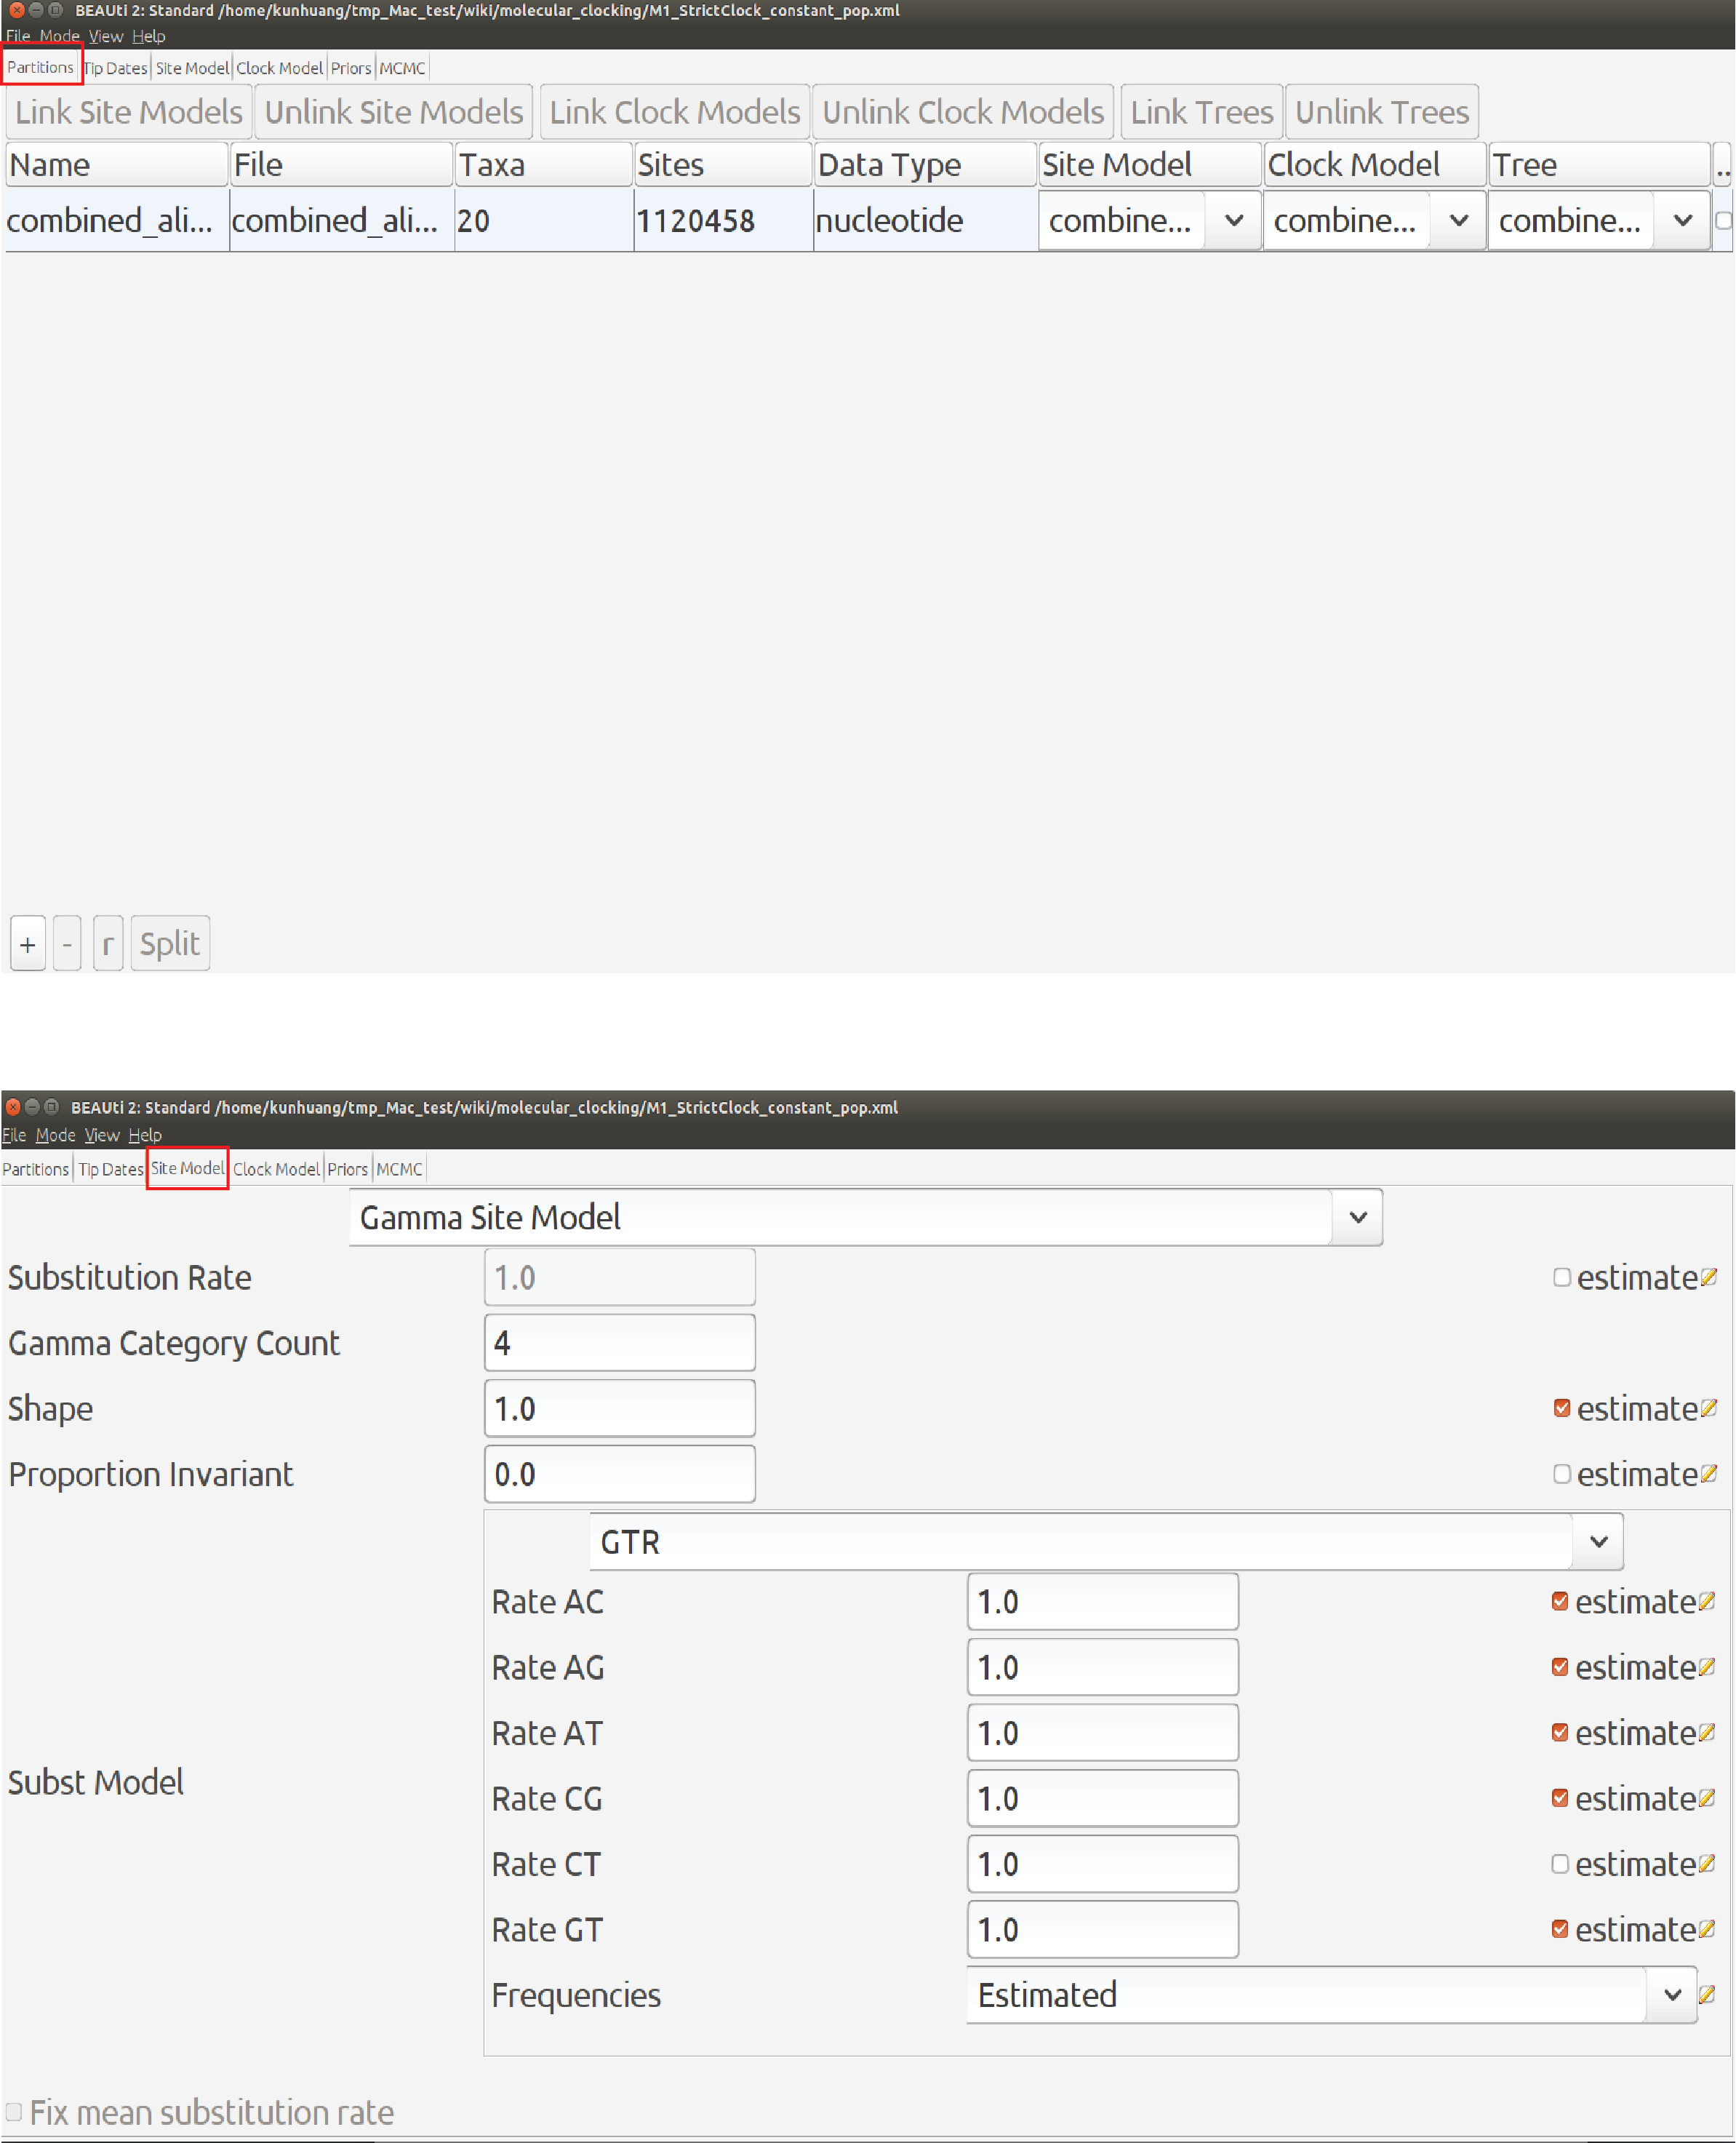 BEAUti 2: Standard /home/kunhuang/tmp_Mac_test/wiki/molecular_clocking/M1_StrictClock_constant_pop.xml
File Mode View Help
Partitions Tip Dates Site Model Clock Model Priors MCMC
Link Site Models Unlink Site Models Link Clock Models Unlink Clock Models Link Trees Unlink Trees
Name File Taxa Sites Data Type Site Model Clock Model Tree ..
combined_ali... combined_ali... 20 1120458 nucleotide combine... combine... combine...
+ - r Split
BEAUti 2: Standard /home/kunhuang/tmp_Mac_test/wiki/molecular_clocking/M1_StrictClock_constant_pop.xml
File Mode View Help
Partitions Tip Dates Site Model Clock Model Priors MCMC
Gamma Site Model
Substitution Rate 1.0 estimate
Gamma Category Count 4
Shape 1.0 estimate
Proportion Invariant 0.0 estimate
GTR
Rate AC 1.0 estimate
Rate AG 1.0 estimate
Rate AT 1.0 estimate
Subst Model
Rate CG 1.0 estimate
Rate CT 1.0 estimate
Rate GT 1.0 estimate
Frequencies Estimated
Fix mean substitution rate